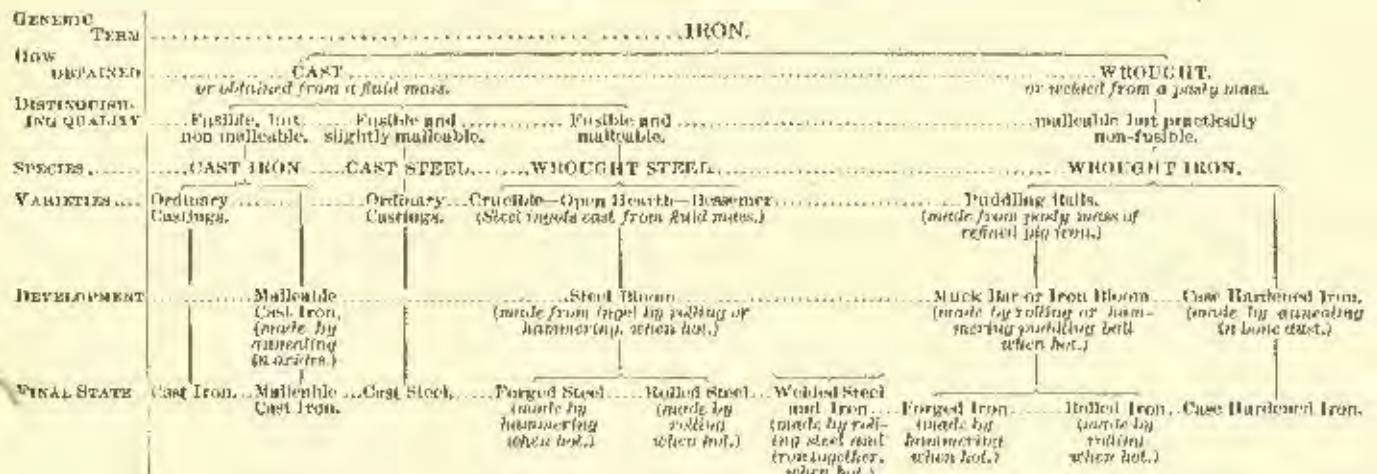 GENERIC
TERM ........ IRON.
HOW
OBTAINED ........ CAST ........ WROUGHT,
or obtained from a fluid mass. or welded from a pasty mass.
DISTINGUISH-
ING QUALITY ..... Fusible, but ..... Fusible and ........ Fusible and ........ malleable but practically
non malleable. slightly malleable. malleable. non-fusible.
SPECIES ........ CAST IRON ..... CAST STEEL ..... WROUGHT STEEL ........ WROUGHT IRON.
VARIETIES .... Ordinary ........ Ordinary ... Crucible—Open Hearth—Bessemer ........ Puddling Balls.
Castings. Castings. (Steel ingots cast from fluid mass.) (made from pasty mass of
refined pig iron.)
DEVELOPMENT ........ Malleable ........ Steel Bloom ........ Muck Bar or Iron Bloom ... Case Hardened Iron,
Cast Iron, (made from ingot by rolling or (made by rolling or ham- (made by annealing
(made by hammering, when hot.) mering puddling ball in bone dust.)
annealing when hot.)
in oxides.)
FINAL STATE Cast Iron... Malleable ... Cast Steel, ... Forged Steel ..... Rolled Steel ... Welded Steel
Cast Iron. (made by (made by and Iron ... Forged Iron ..... Rolled Iron ... Case Hardened Iron.
hammering rolling (made by roll- (made by (made by
when hot.) when hot.) ing steel and hammering rolling
iron together, when hot.) when hot.)
when hot.)